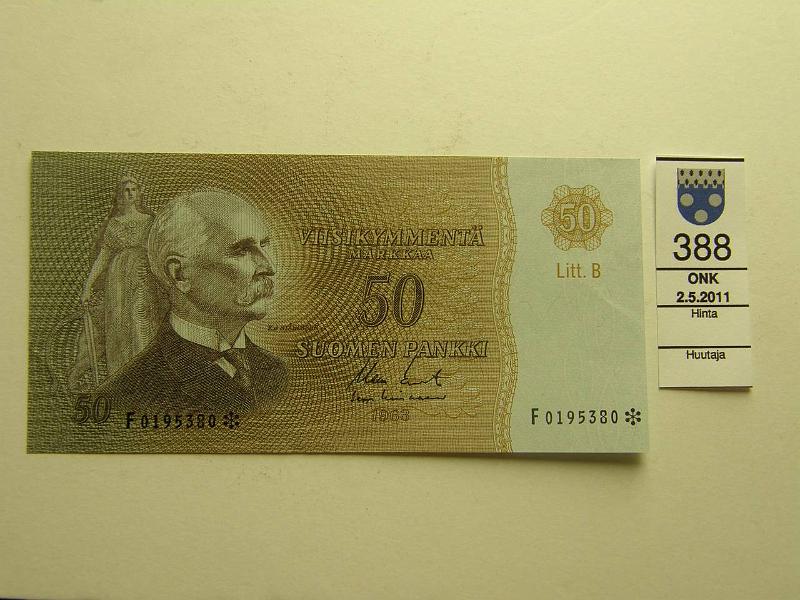 VIISIKYMMENTÄ
MARKKAA
50
SUOMEN PANKKI
1963
50
F0195380✻
50
Litt. B
F0195380✻
388
ONK
2.5.2011
Hinta
Huutaja